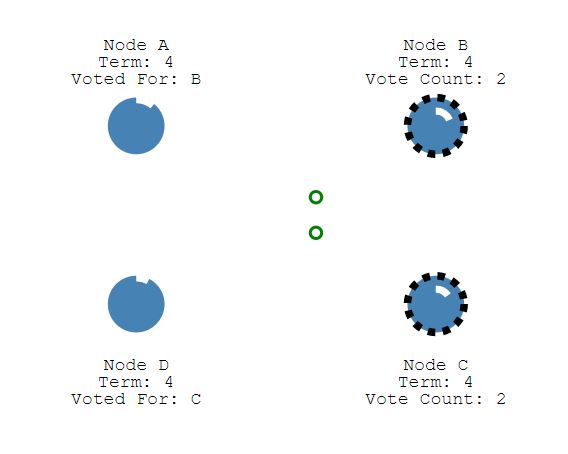 Node A
Term: 4
Voted For: B
Node B
Term: 4
Vote Count: 2
Node D
Term: 4
Voted For: C
Node C
Term: 4
Vote Count: 2